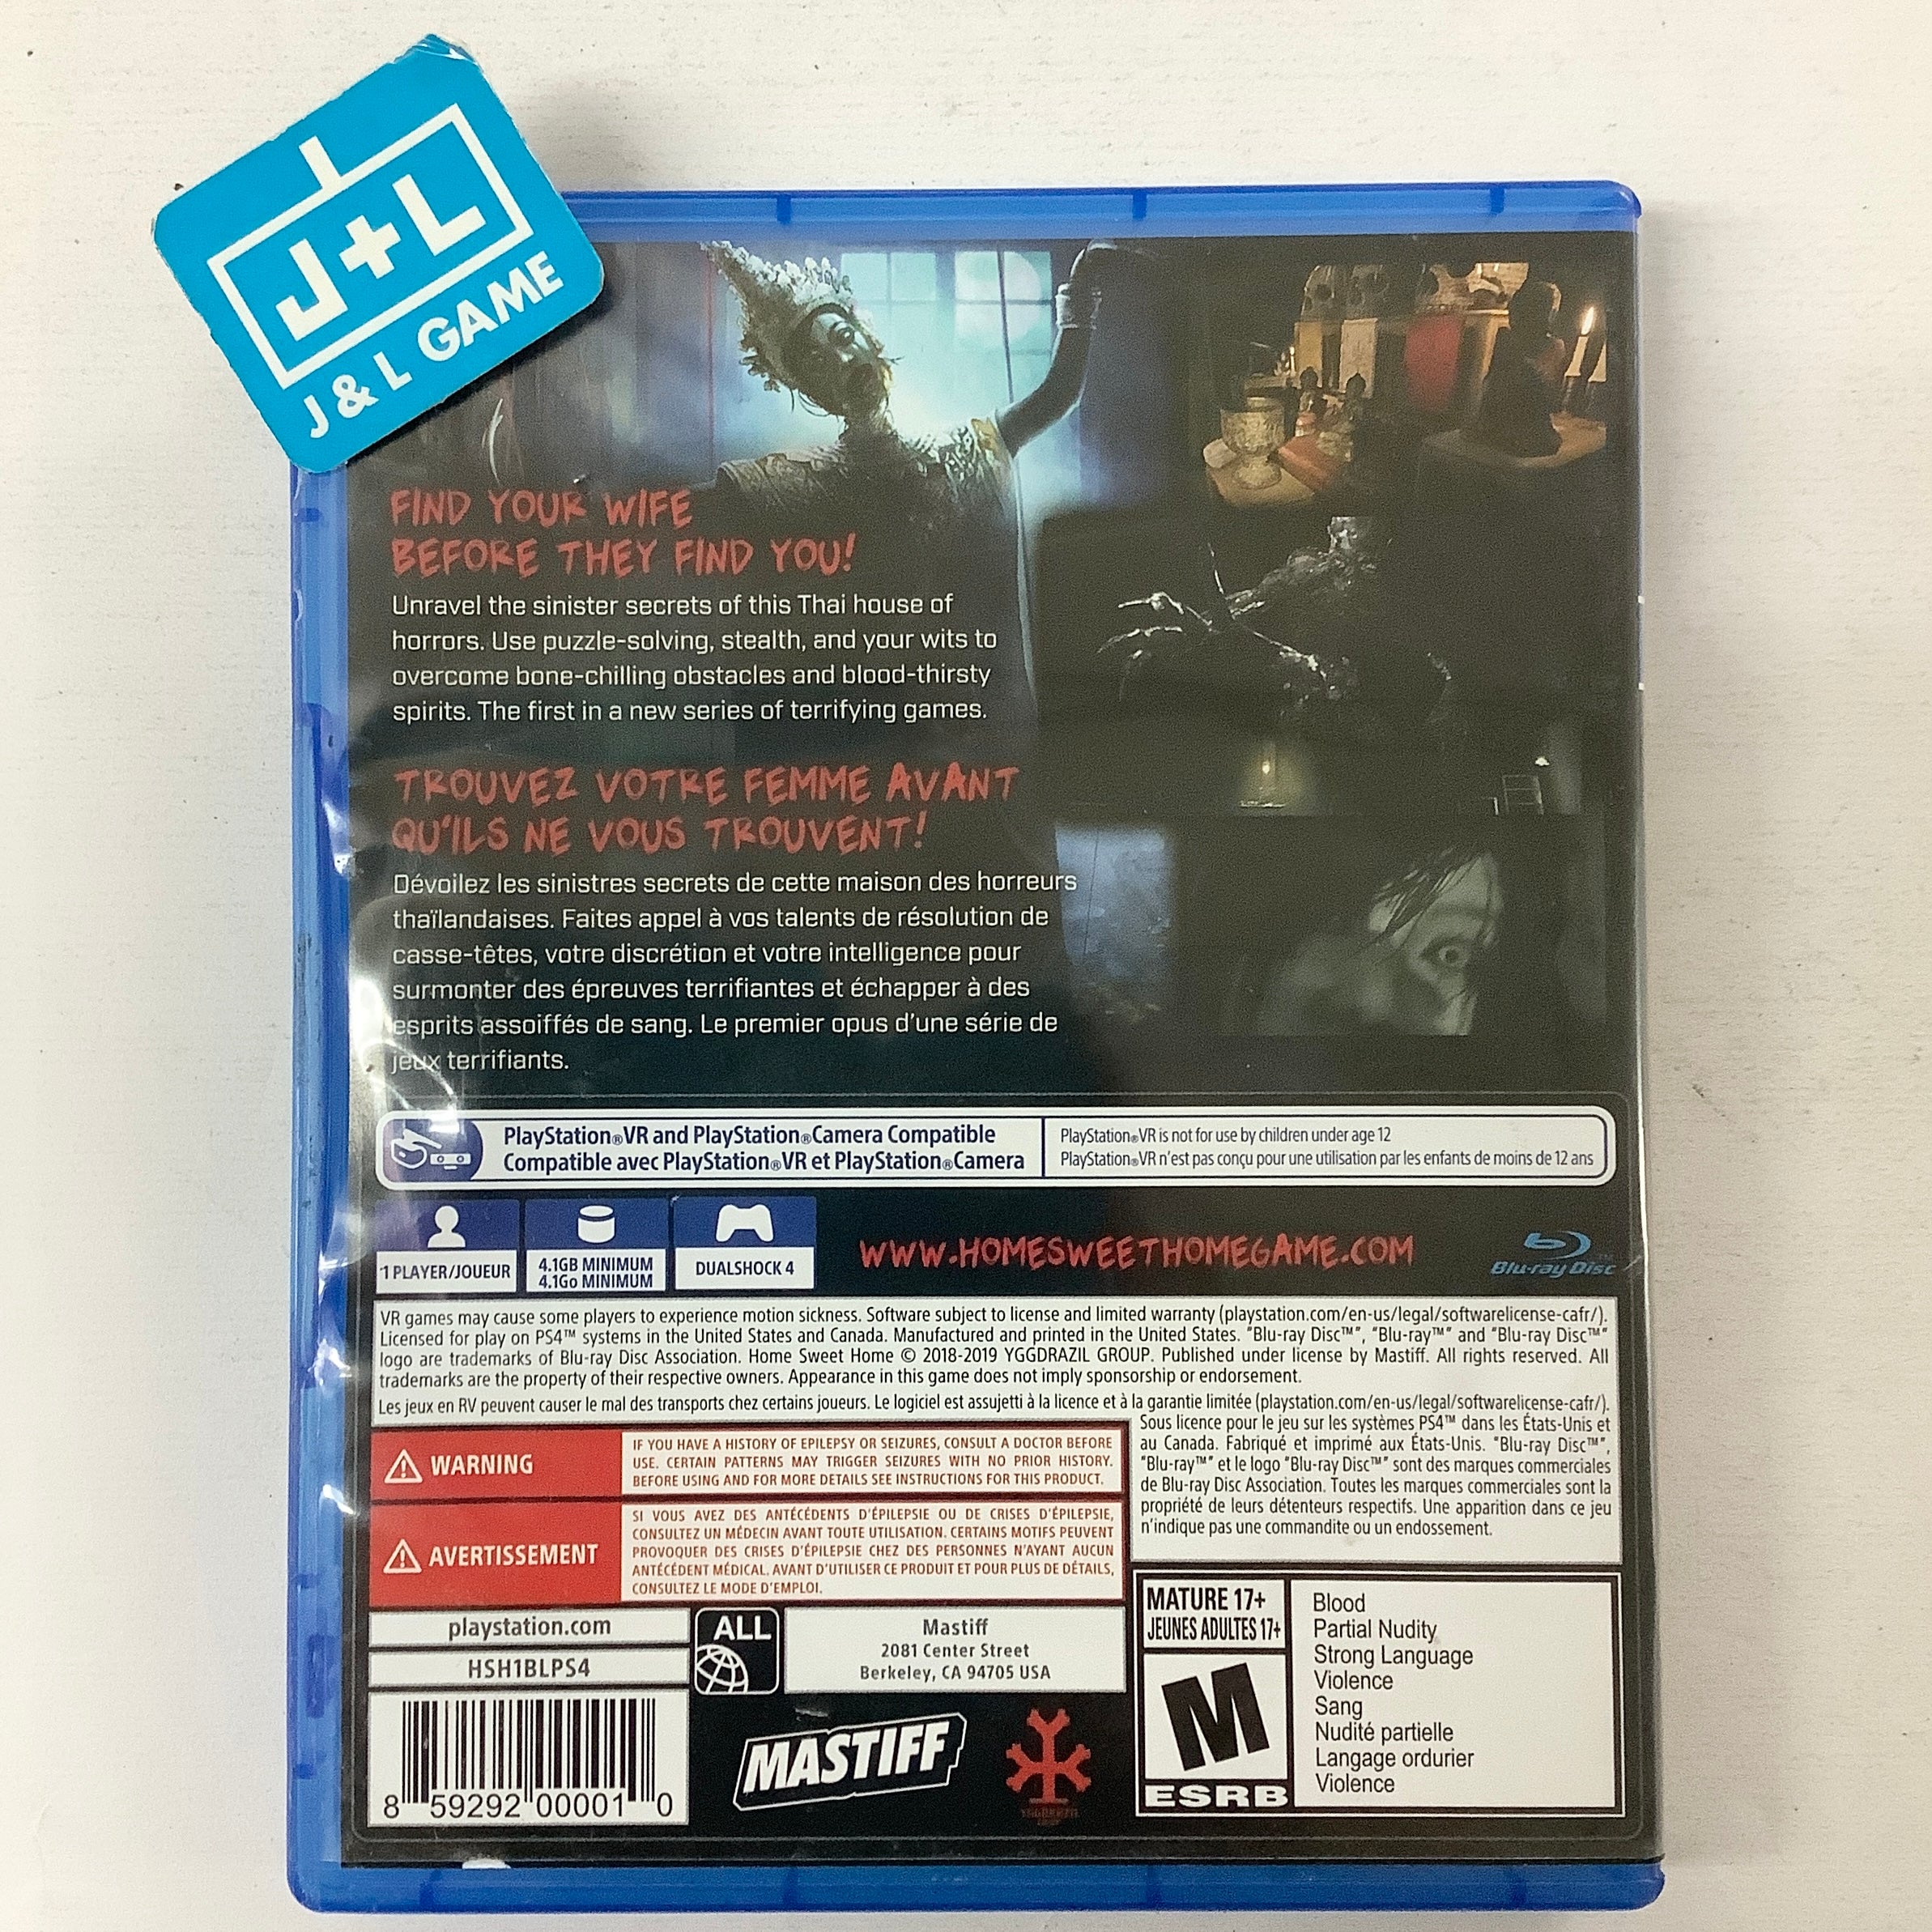 J+L
J & L GAME
FIND YOUR WIFE
BEFORE THEY FIND YOU!
Unravel the sinister secrets of this Thai house of
horrors. Use puzzle-solving, stealth, and your wits to
overcome bone-chilling obstacles and blood-thirsty
spirits. The first in a new series of terrifying games.
TROUVEZ VOTRE FEMME AVANT
QU'ILS NE VOUS TROUVENT!
Dévoilez les sinistres secrets de cette maison des horreurs
thaïlandaises. Faites appel à vos talents de résolution de
casse-têtes, votre discrétion et votre intelligence pour
surmonter des épreuves terrifiantes et échapper à des
esprits assoiffés de sang. Le premier opus d'une série de
jeux terrifiants.
PlayStation®VR and PlayStation®Camera Compatible
Compatible avec PlayStation®VR et PlayStation®Camera
PlayStation®VR is not for use by children under age 12
PlayStation®VR n'est pas conçu pour une utilisation par les enfants de moins de 12 ans
1 PLAYER/JOUEUR
4.1GB MINIMUM
4.1Go MINIMUM
DUALSHOCK 4
WWW.HOMESWEETHOMEGAME.COM
Blu-ray Disc™
VR games may cause some players to experience motion sickness. Software subject to license and limited warranty (playstation.com/en-us/legal/softwarelicense-cafr/).
Licensed for play on PS4™ systems in the United States and Canada. Manufactured and printed in the United States. "Blu-ray Disc™", "Blu-ray™" and "Blu-ray Disc™"
logo are trademarks of Blu-ray Disc Association. Home Sweet Home © 2018-2019 YGGDRAZIL GROUP. Published under license by Mastiff. All rights reserved. All
trademarks are the property of their respective owners. Appearance in this game does not imply sponsorship or endorsement.
Les jeux en RV peuvent causer le mal des transports chez certains joueurs. Le logiciel est assujetti à la licence et à la garantie limitée (playstation.com/en-us/legal/softwarelicense-cafr/).
Sous licence pour le jeu sur les systèmes PS4™ dans les États-Unis et
au Canada. Fabriqué et imprimé aux États-Unis. "Blu-ray Disc™",
"Blu-ray™" et le logo "Blu-ray Disc™" sont des marques commerciales
de Blu-ray Disc Association. Toutes les marques commerciales sont la
propriété de leurs détenteurs respectifs. Une apparition dans ce jeu
n'indique pas une commandite ou un endossement.
WARNING
IF YOU HAVE A HISTORY OF EPILEPSY OR SEIZURES, CONSULT A DOCTOR BEFORE
USE. CERTAIN PATTERNS MAY TRIGGER SEIZURES WITH NO PRIOR HISTORY.
BEFORE USING AND FOR MORE DETAILS SEE INSTRUCTIONS FOR THIS PRODUCT.
AVERTISSEMENT
SI VOUS AVEZ DES ANTÉCÉDENTS D'ÉPILEPSIE OU DE CRISES D'ÉPILEPSIE,
CONSULTEZ UN MÉDECIN AVANT TOUTE UTILISATION. CERTAINS MOTIFS PEUVENT
PROVOQUER DES CRISES D'ÉPILEPSIE CHEZ DES PERSONNES N'AYANT AUCUN
ANTÉCÉDENT MÉDICAL. AVANT D'UTILISER CE PRODUIT ET POUR PLUS DE DÉTAILS,
CONSULTEZ LE MODE D'EMPLOI.
playstation.com
HSH1BLPS4
ALL
Mastiff
2081 Center Street
Berkeley, CA 94705 USA
8 59292 00001 0
MASTIFF
MATURE 17+
JEUNES ADULTES 17+
M
ESRB
Blood
Partial Nudity
Strong Language
Violence
Sang
Nudité partielle
Langage ordurier
Violence